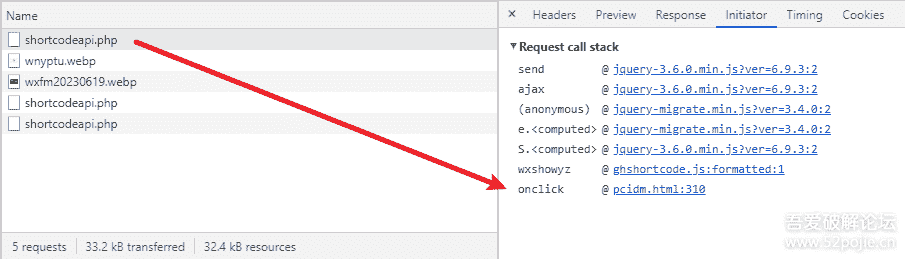 Name
shortcodeapi.php
wnyptu.webp
wxfm20230619.webp
shortcodeapi.php
shortcodeapi.php
5 requests 33.2 kB transferred 32.4 kB resources
× Headers Preview Response Initiator Timing Cookies
▼Request call stack
send @ jquery-3.6.0.min.js?ver=6.9.3:2
ajax @ jquery-3.6.0.min.js?ver=6.9.3:2
(anonymous) @ jquery-migrate.min.js?ver=3.4.0:2
e.<computed> @ jquery-migrate.min.js?ver=3.4.0:2
S.<computed> @ jquery-3.6.0.min.js?ver=6.9.3:2
wxshowyz @ ghshortcode.js:formatted:1
onclick @ pcidm.html:310
吾爱破解论坛
www.52pojie.cn